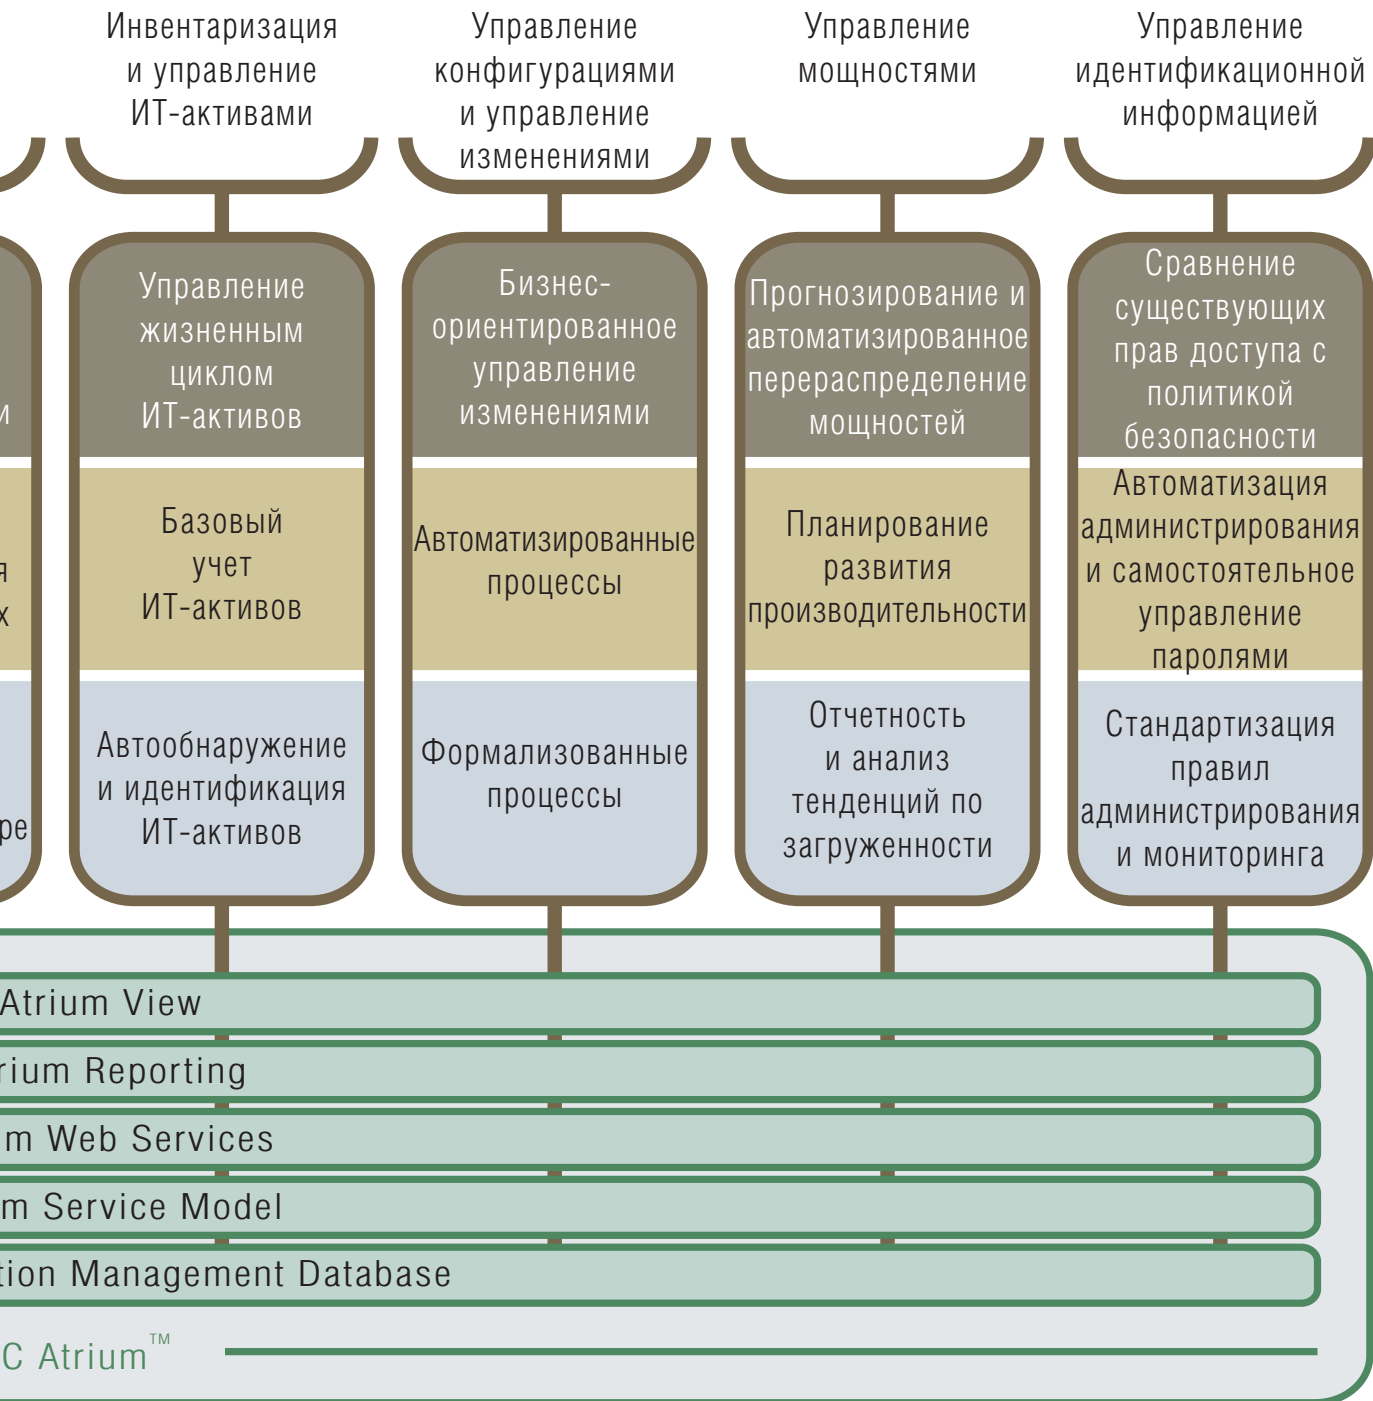 Инвентаризация
и управление
ИТ-активами
Управление
конфигурациями
и управление
изменениями
Управление
мощностями
Управление
идентификационной
информацией
и
я
х
ре
Управление
жизненным
циклом
ИТ-активов
Базовый
учет
ИТ-активов
Автообнаружение
и идентификация
ИТ-активов
Бизнес-
ориентированное
управление
изменениями
Автоматизированные
процессы
Формализованные
процессы
Прогнозирование и
автоматизированное
перераспределение
мощностей
Планирование
развития
производительности
Отчетность
и анализ
тенденций по
загруженности
Сравнение
существующих
прав доступа с
политикой
безопасности
Автоматизация
администрирования
и самостоятельное
управление
паролями
Стандартизация
правил
администрирования
и мониторинга
Atrium View
rium Reporting
m Web Services
m Service Model
tion Management Database
C Atrium™